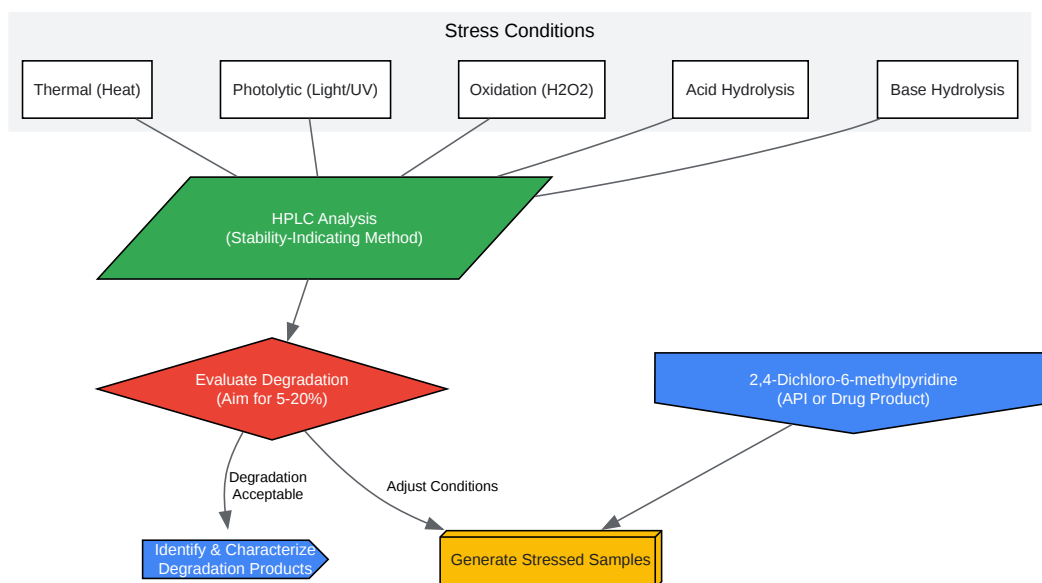 Stress Conditions
Thermal (Heat)
Photolytic (Light/UV)
Oxidation (H2O2)
Acid Hydrolysis
Base Hydrolysis
HPLC Analysis
(Stability-Indicating Method)
Evaluate Degradation
(Aim for 5-20%)
2,4-Dichloro-6-methylpyridine
(API or Drug Product)
Degradation
Acceptable
Adjust Conditions
Identify & Characterize
Degradation Products
Generate Stressed Samples